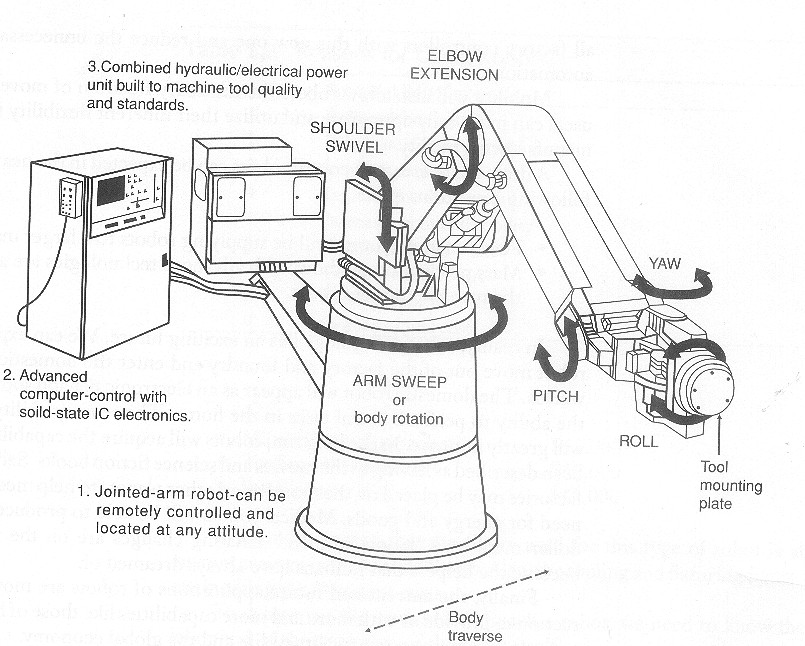 ELBOW
EXTENSION
3.Combined hydraulic/electrical power
unit built to machine tool quality
and standards.
SHOULDER
SWIVEL
YAW
2. Advanced
computer-control with
soild-state IC electronics.
ARM SWEEP
or
body rotation
PITCH
ROLL
Tool
mounting
plate
1. Jointed-arm robot-can be
remotely controlled and
located at any attitude.
Body
traverse